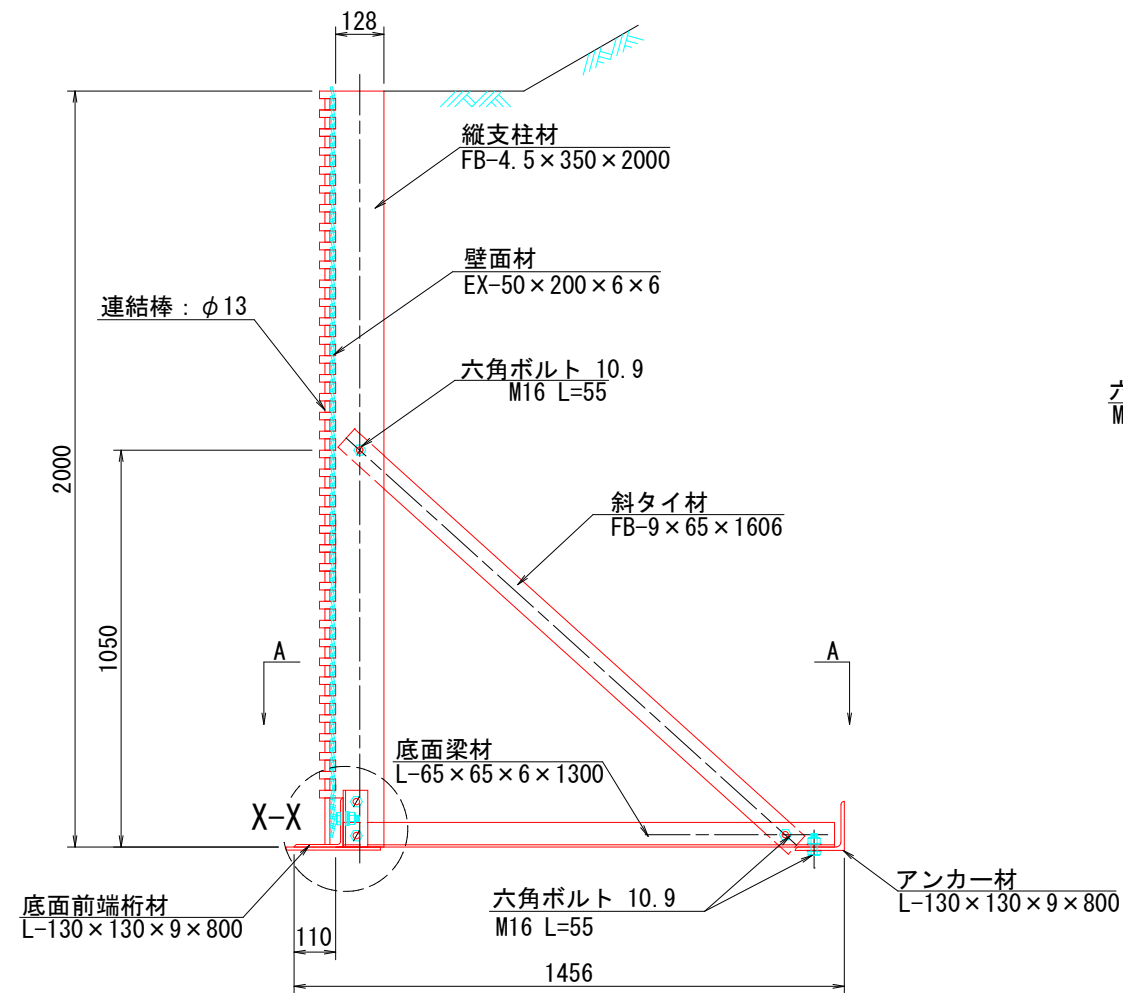 128
縦支柱材
FB-4.5×350×2000
壁面材
EX-50×200×6×6
連結棒：φ13
六角ボルト 10.9
M16 L=55
六
M
2000
1050
斜タイ材
FB-9×65×1606
A
A
底面梁材
L-65×65×6×1300
X-X
底面前端桁材
L-130×130×9×800
110
六角ボルト 10.9
M16 L=55
アンカー材
L-130×130×9×800
1456